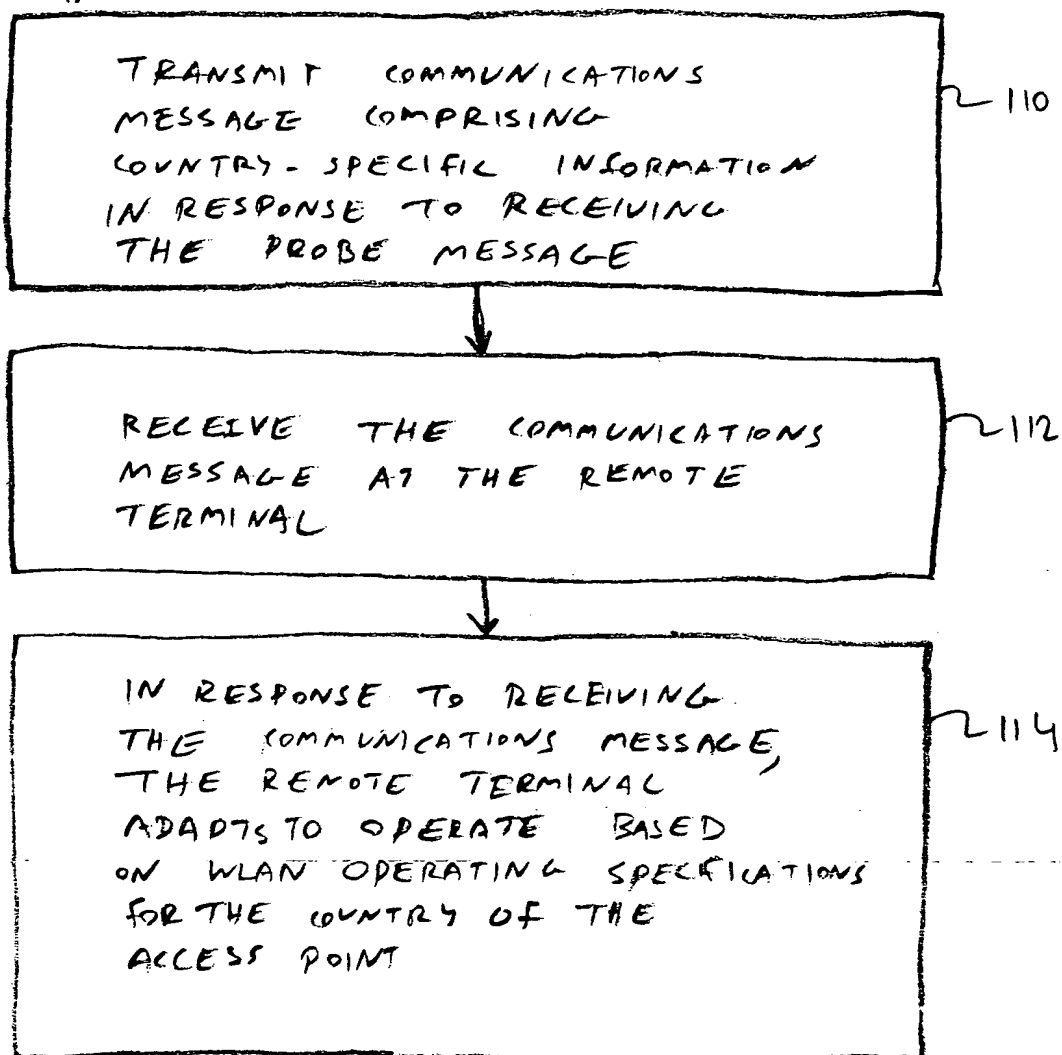 TRANSMIT COMMUNICATIONS
MESSAGE COMPRISING
COUNTRY-SPECIFIC INFORMATION
IN RESPONSE TO RECEIVING
THE PROBE MESSAGE
110
RECEIVE THE COMMUNICATIONS
MESSAGE AT THE REMOTE
TERMINAL
112
IN RESPONSE TO RECEIVING
THE COMMUNICATIONS MESSAGE,
THE REMOTE TERMINAL
ADAPTS TO OPERATE BASED
ON WLAN OPERATING SPECIFICATIONS
FOR THE COUNTRY OF THE
ACCESS POINT
114